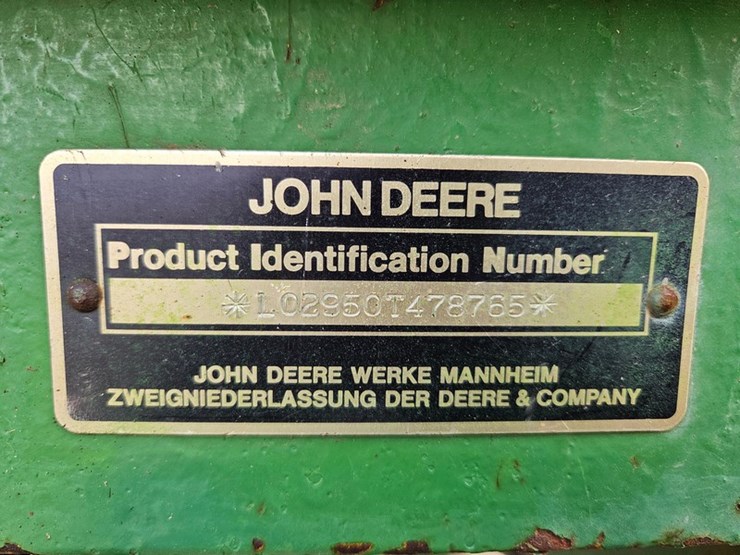 JOHN DEERE
Product Identification Number
*L02950T478765*
JOHN DEERE WERKE MANNHEIM
ZWEIGNIEDERLASSUNG DER DEERE & COMPANY